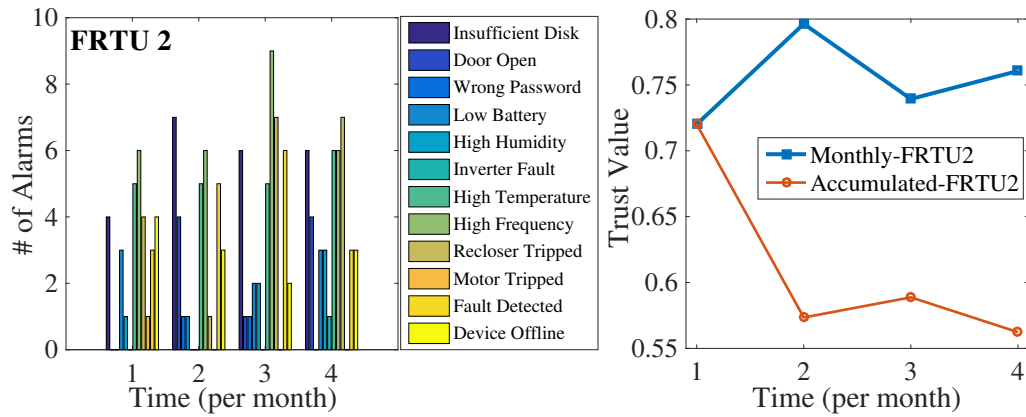 FRTU 2
# of Alarms
10
8
6
4
2
0
1 2 3 4
Time (per month)
Insufficient Disk
Door Open
Wrong Password
Low Battery
High Humidity
Inverter Fault
High Temperature
High Frequency
Recloser Tripped
Motor Tripped
Fault Detected
Device Offline
Trust Value
0.8
0.75
0.7
0.65
0.6
0.55
Monthly-FRTU2
Accumulated-FRTU2
1 2 3 4
Time (per month)